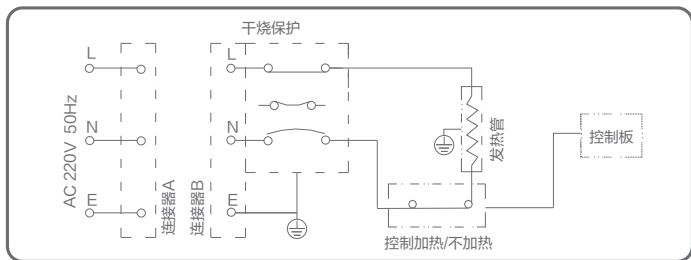 干烧保护
L
L
AC 220V 50Hz
N
N
发热管
控制板
E
连接器A
连接器B
E
控制加热/不加热